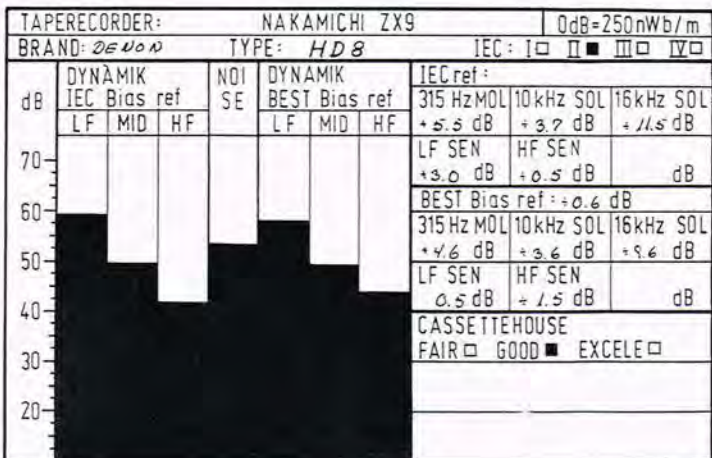 TAPERECORDER: NAKAMICHI ZX9 0dB=250nWb/m
BRAND: DENON TYPE: HD8 IEC: I□ II■ III□ IV□
dB
DYNAMIK
IEC Bias ref
LF MID HF
NOI
SE
DYNAMIK
BEST Bias ref
LF MID HF
70
60
50
40
30
20
IEC ref:
315 Hz MOL 10kHz SOL 16kHz SOL
+5.5 dB ÷3.7 dB ÷11.5 dB
LF SEN HF SEN
+3.0 dB +0.5 dB dB
BEST Bias ref: ÷0.6 dB
315 Hz MOL 10kHz SOL 16kHz SOL
+4.6 dB ÷3.6 dB ÷9.6 dB
LF SEN HF SEN
0.5 dB ÷1.5 dB dB
CASSETTEHOUSE
FAIR□ GOOD■ EXCELE□